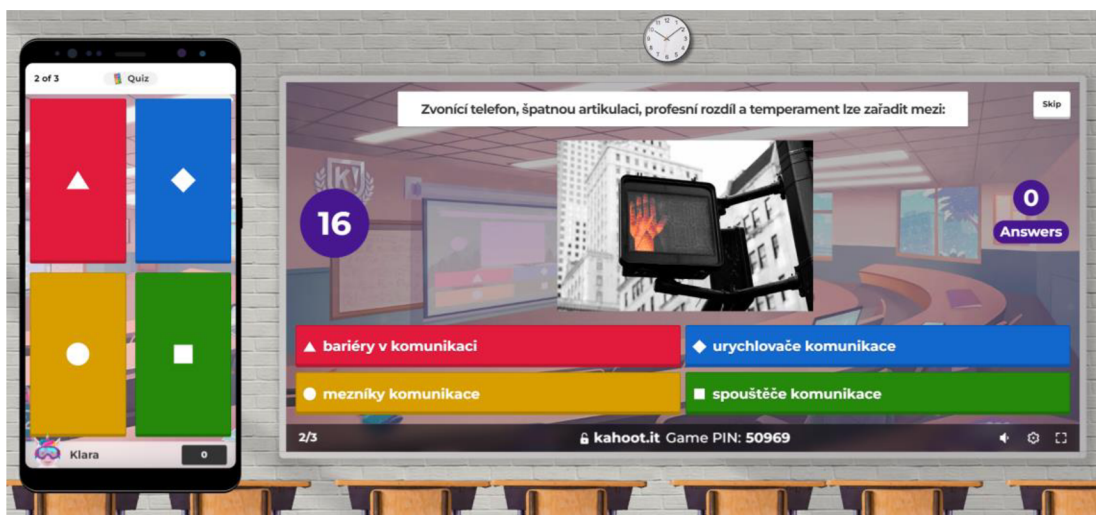 2 of 3 Quiz
Klara 0
Zvonící telefon, špatnou artikulaci, profesní rozdíl a temperament lze zařadit mezi:
Skip
K!
16
0
Answers
bariéry v komunikaci
urychlovače komunikace
mezníky komunikace
spouštěče komunikace
2/3 kahoot.it Game PIN: 50969